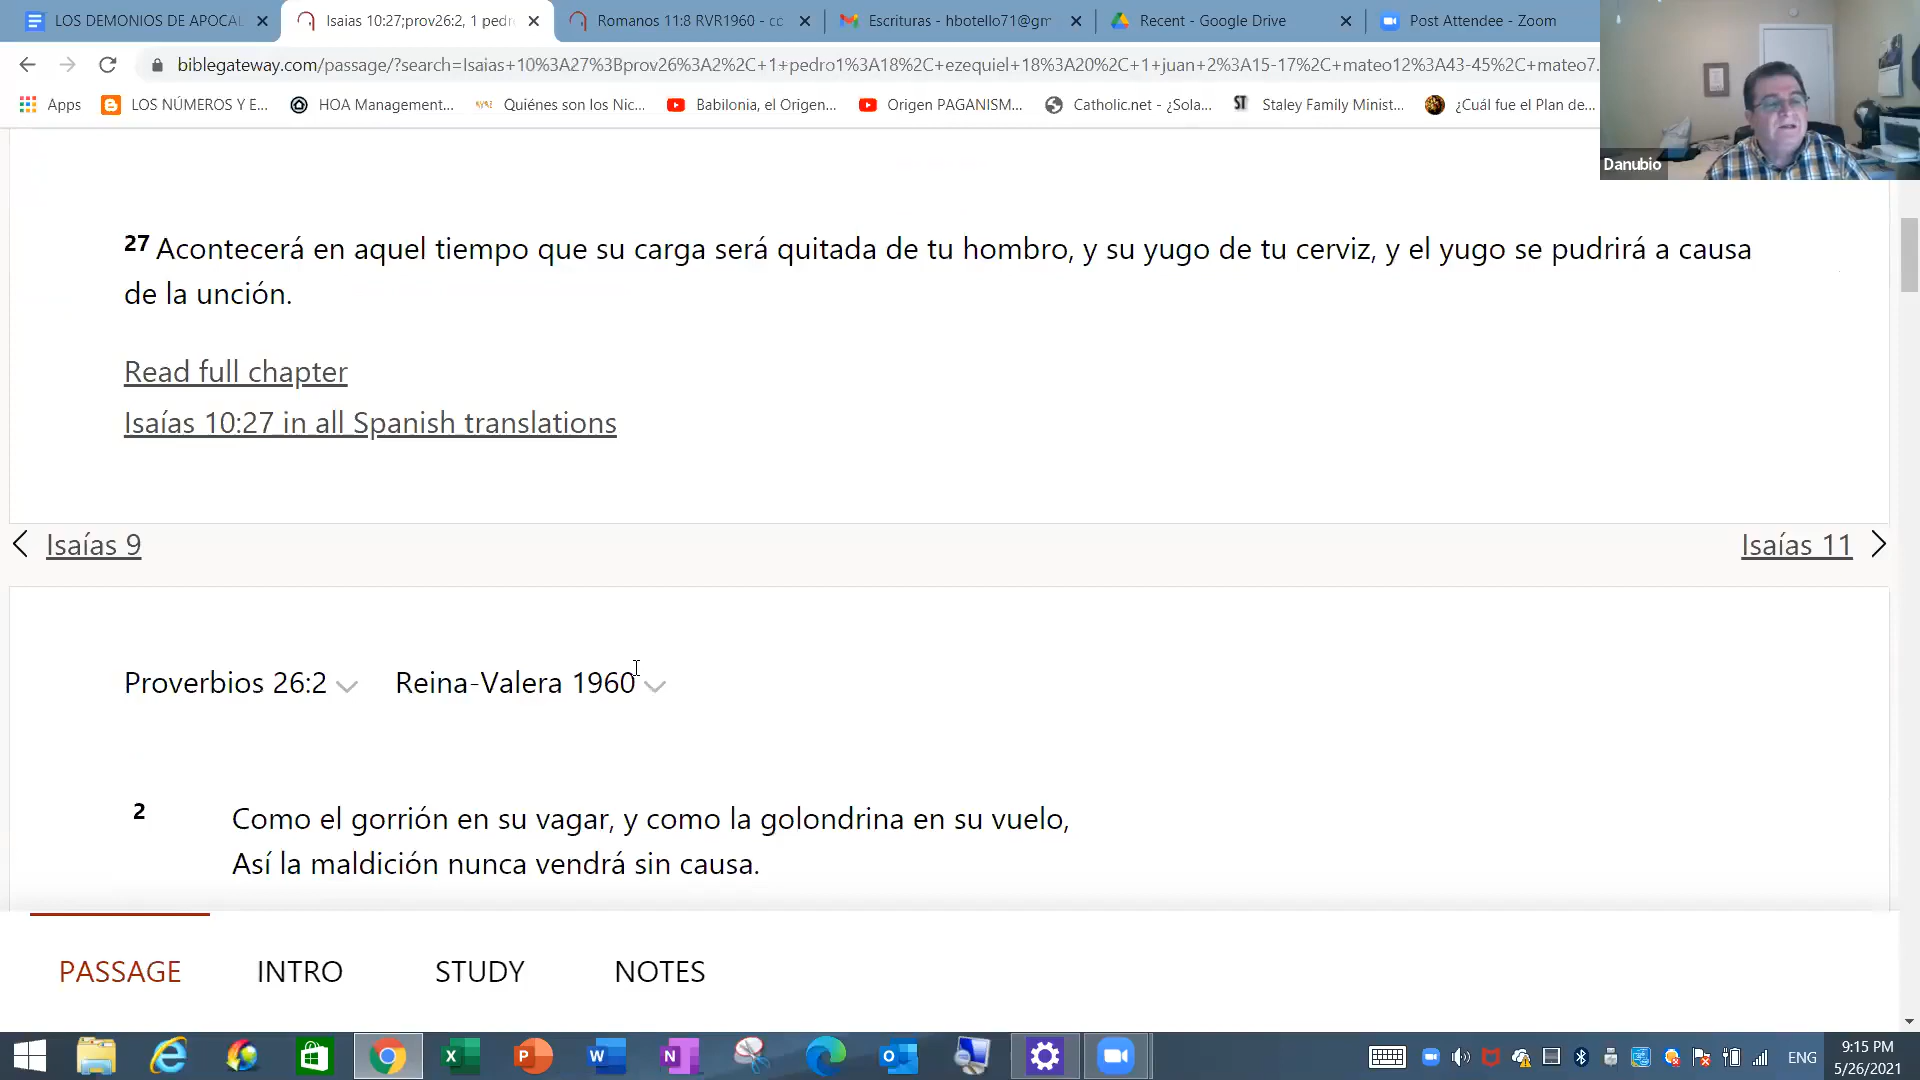 LOS DEMONIOS DE APOCAL
Isaias 10:27;prov26:2, 1 pedr
Romanos 11:8 RVR1960 - cc
Escrituras - hbotello71@gm
Recent - Google Drive
Post Attendee - Zoom
biblegateway.com/passage/?search=Isaias+10%3A27%3Bprov26%3A2%2C+1+pedro1%3A18%2C+ezequiel+18%3A20%2C+1+juan+2%3A15-17%2C+mateo12%3A43-45%2C+mateo7.
Apps
LOS NÚMEROS Y E...
HOA Management...
Quiénes son los Nic...
Babilonia, el Origen...
Origen PAGANISM...
Catholic.net - ¿Sola...
ST Staley Family Minist...
¿Cuál fue el Plan de...
Danubio
27 Acontecerá en aquel tiempo que su carga será quitada de tu hombro, y su yugo de tu cerviz, y el yugo se pudrirá a causa
de la unción.
Read full chapter
Isaías 10:27 in all Spanish translations
Isaías 9
Isaías 11
Proverbios 26:2 Reina-Valera 1960
2 Como el gorrión en su vagar, y como la golondrina en su vuelo,
Así la maldición nunca vendrá sin causa.
PASSAGE INTRO STUDY NOTES
ENG
9:15 PM
5/26/2021